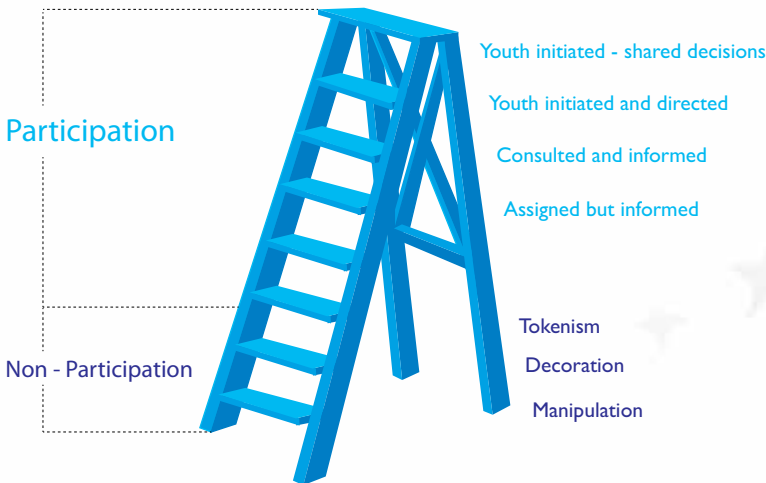 Youth initiated - shared decisions
Youth initiated and directed
Participation
Consulted and informed
Assigned but informed
Tokenism
Non - Participation
Decoration
Manipulation